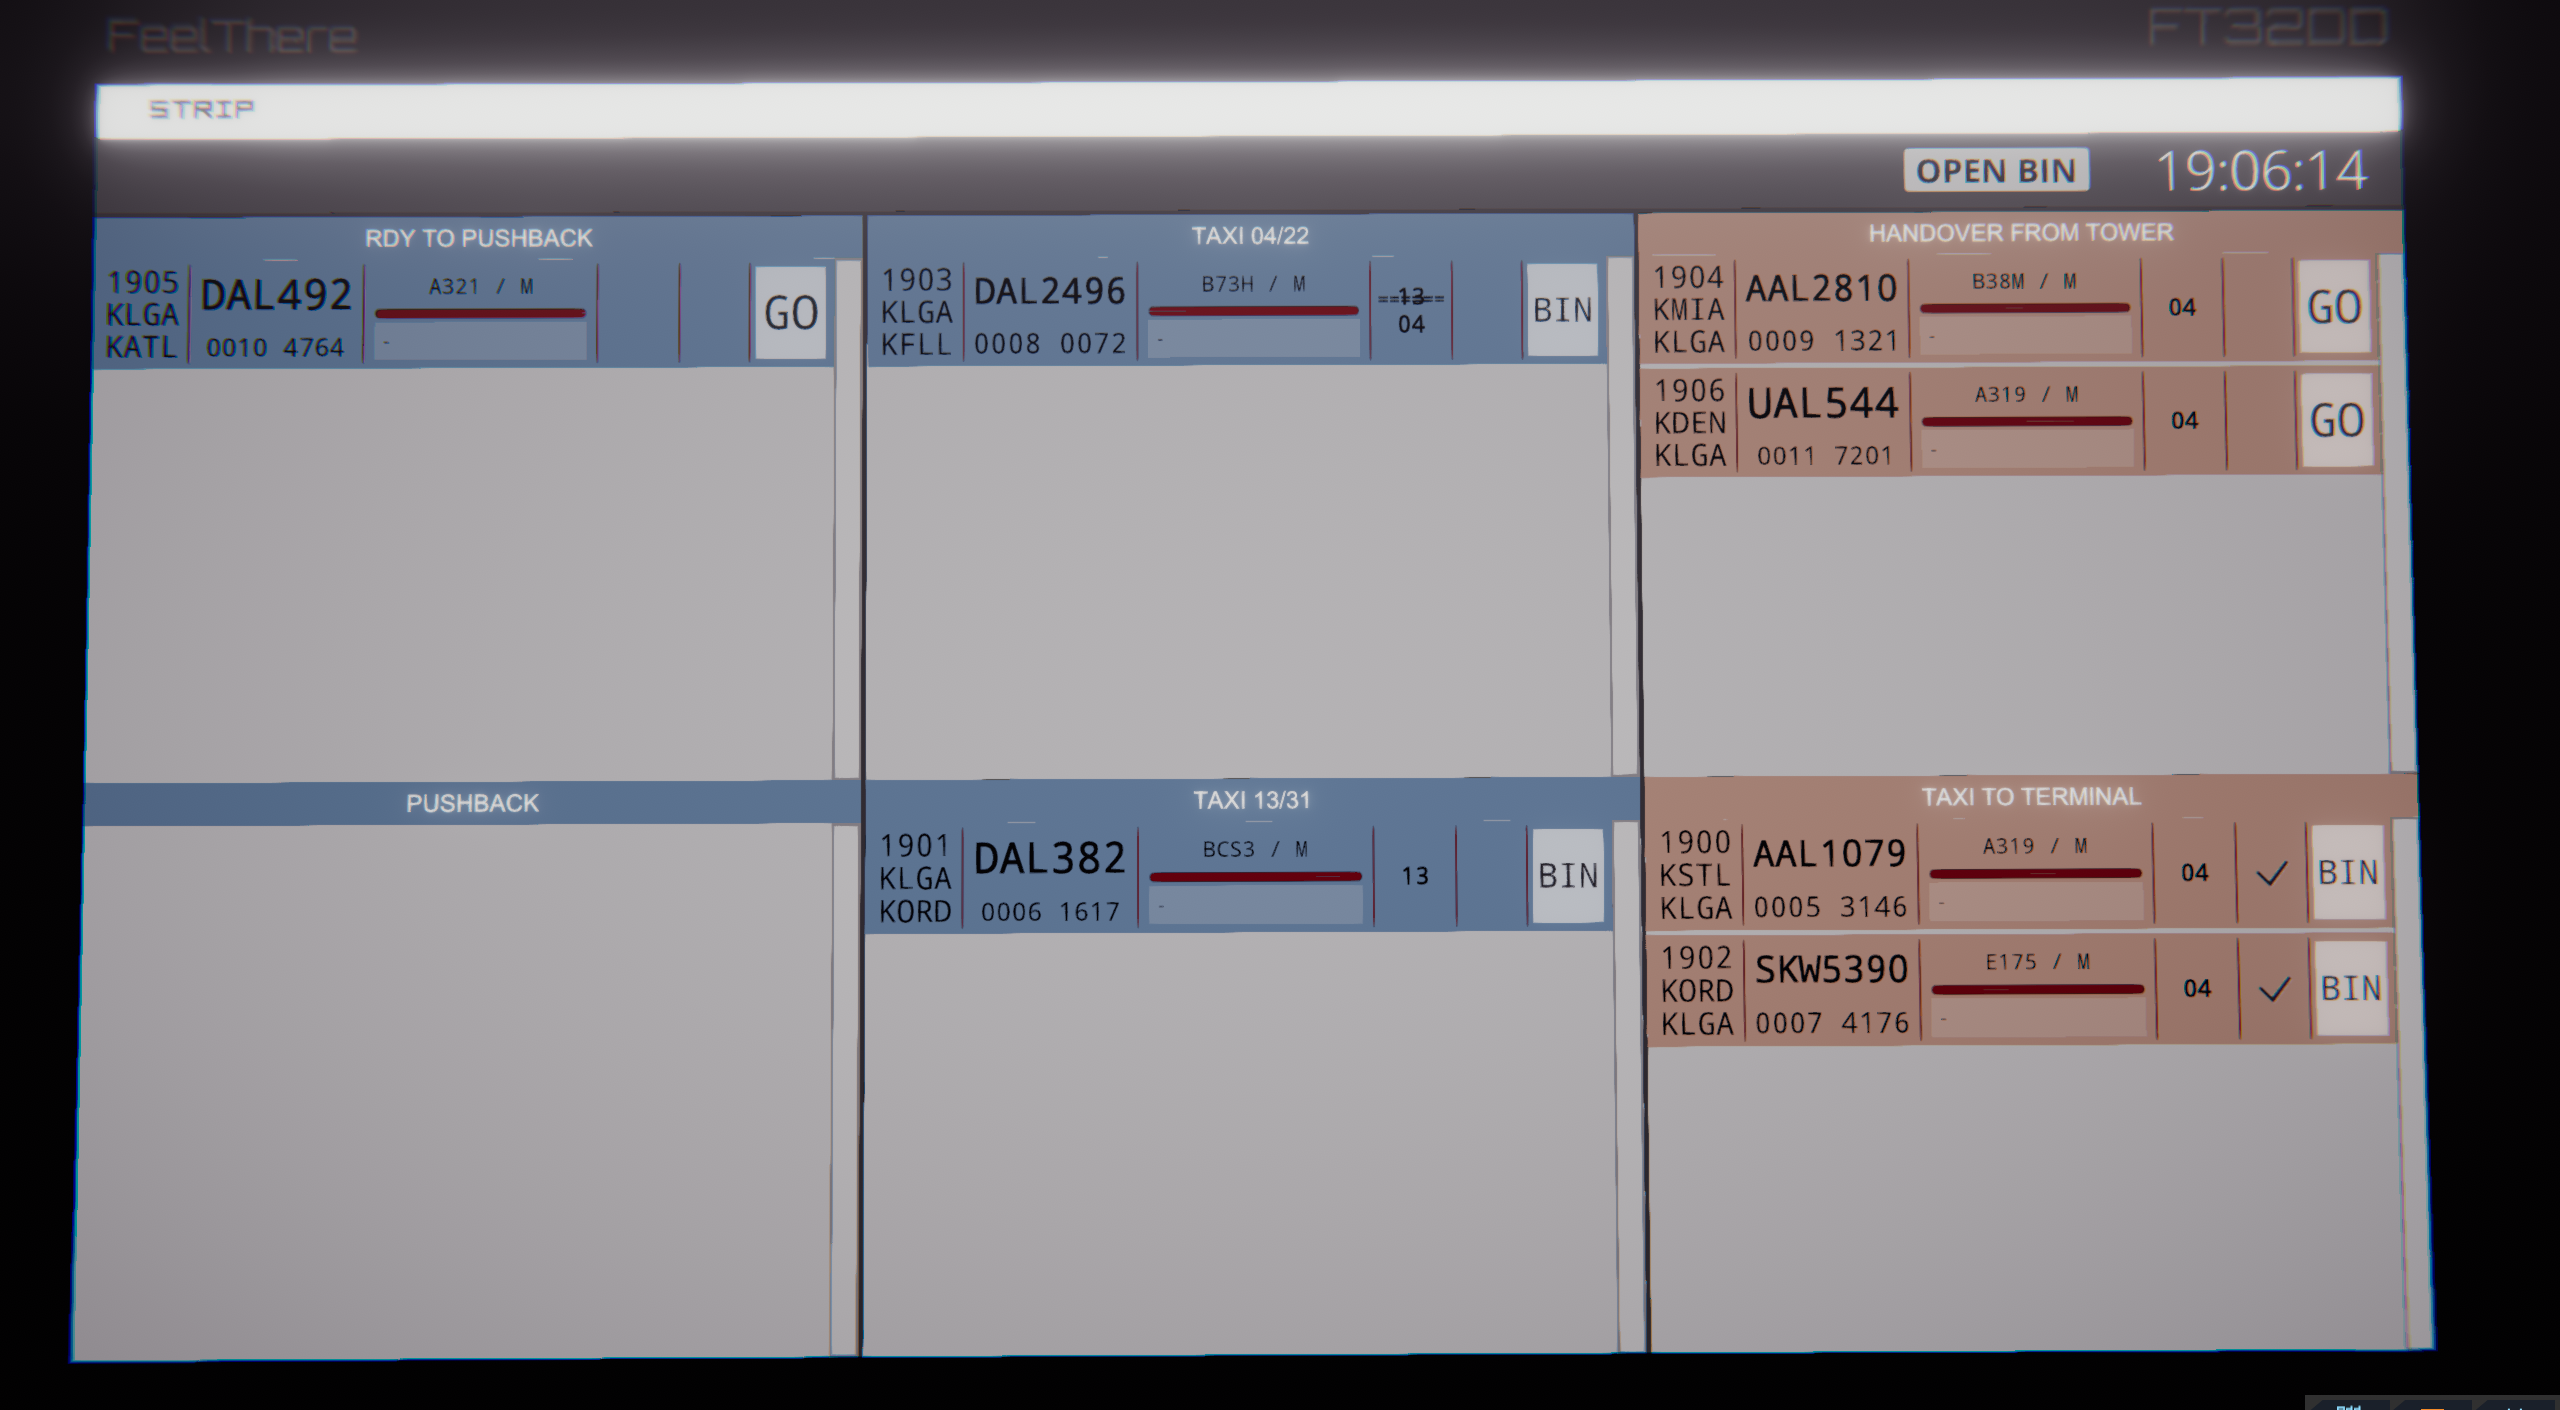 FeelThere
FT32DD
STRIP
OPEN BIN 19:06:14
RDY TO PUSHBACK
1905 DAL492 A321 / M GO
KLGA
KATL 0010 4764 -
PUSHBACK
TAXI 04/22
1903 DAL2496 B73H / M 13 BIN
KLGA 04
KFLL 0008 0072 -
TAXI 13/31
1901 DAL382 BCS3 / M 13 BIN
KLGA
KORD 0006 1617 -
HANDOVER FROM TOWER
1904 AAL2810 B38M / M 04 GO
KMIA
KLGA 0009 1321 -
1906 UAL544 A319 / M 04 GO
KDEN
KLGA 0011 7201 -
TAXI TO TERMINAL
1900 AAL1079 A319 / M 04 ✓ BIN
KSTL
KLGA 0005 3146 -
1902 SKW5390 E175 / M 04 ✓ BIN
KORD
KLGA 0007 4176 -